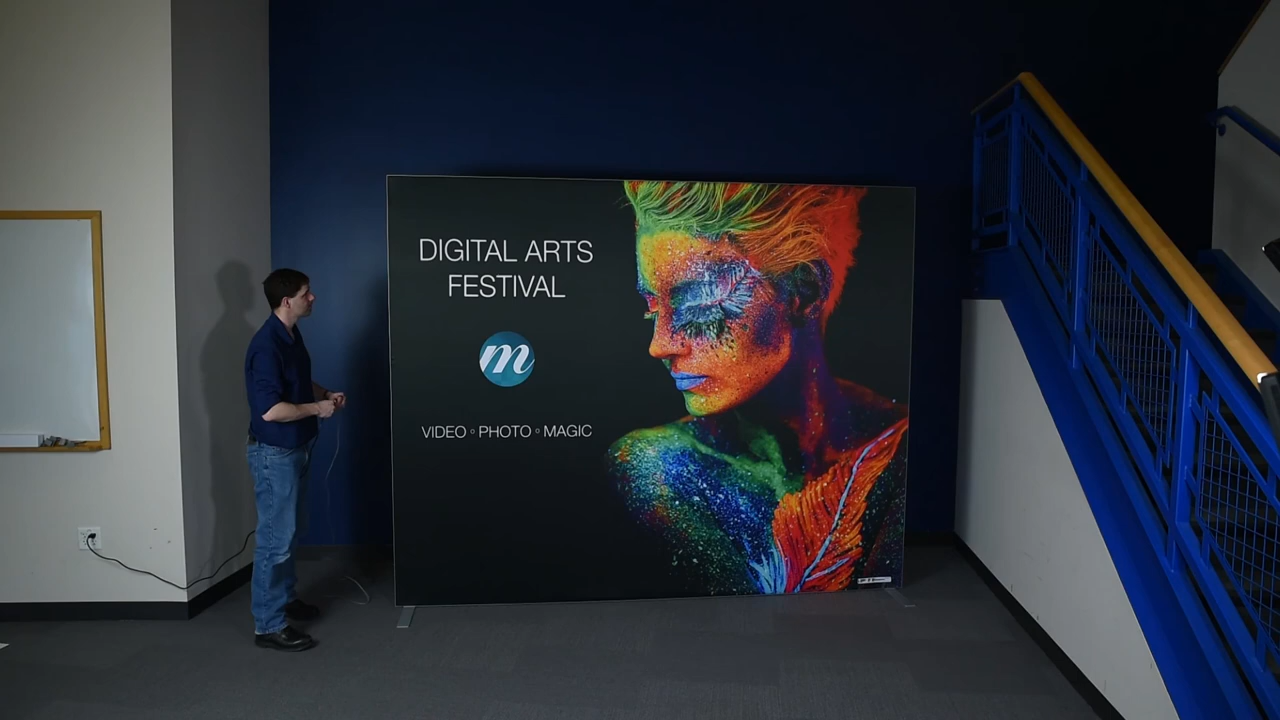 DIGITAL ARTS
FESTIVAL
m
VIDEO ◦ PHOTO ◦ MAGIC